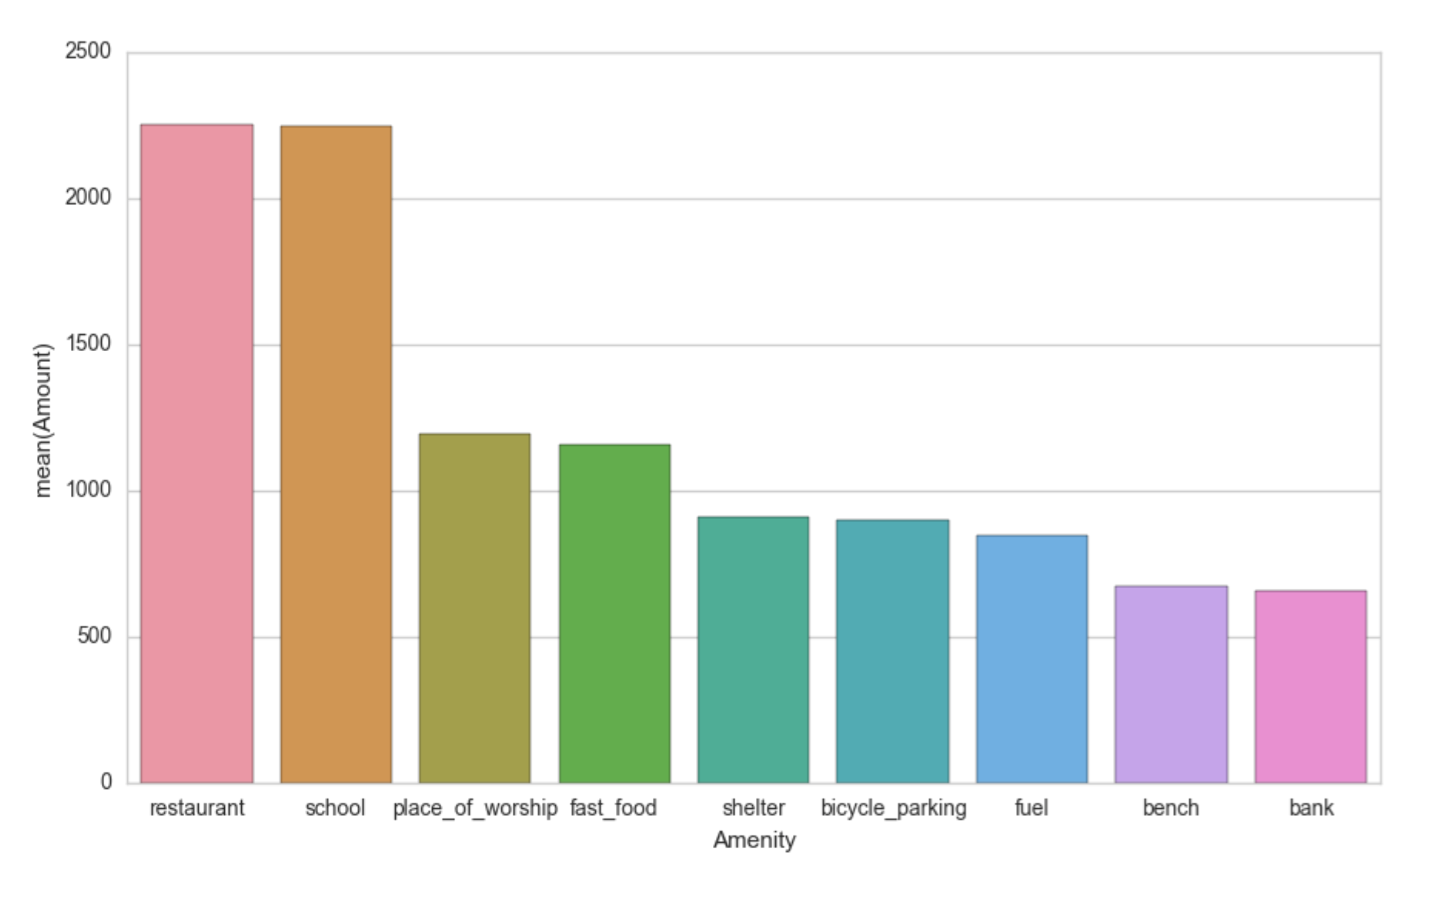 2500
2000
1500
1000
500
0
mean(Amount)
restaurant school place_of_worship fast_food shelter bicycle_parking fuel bench bank
Amenity